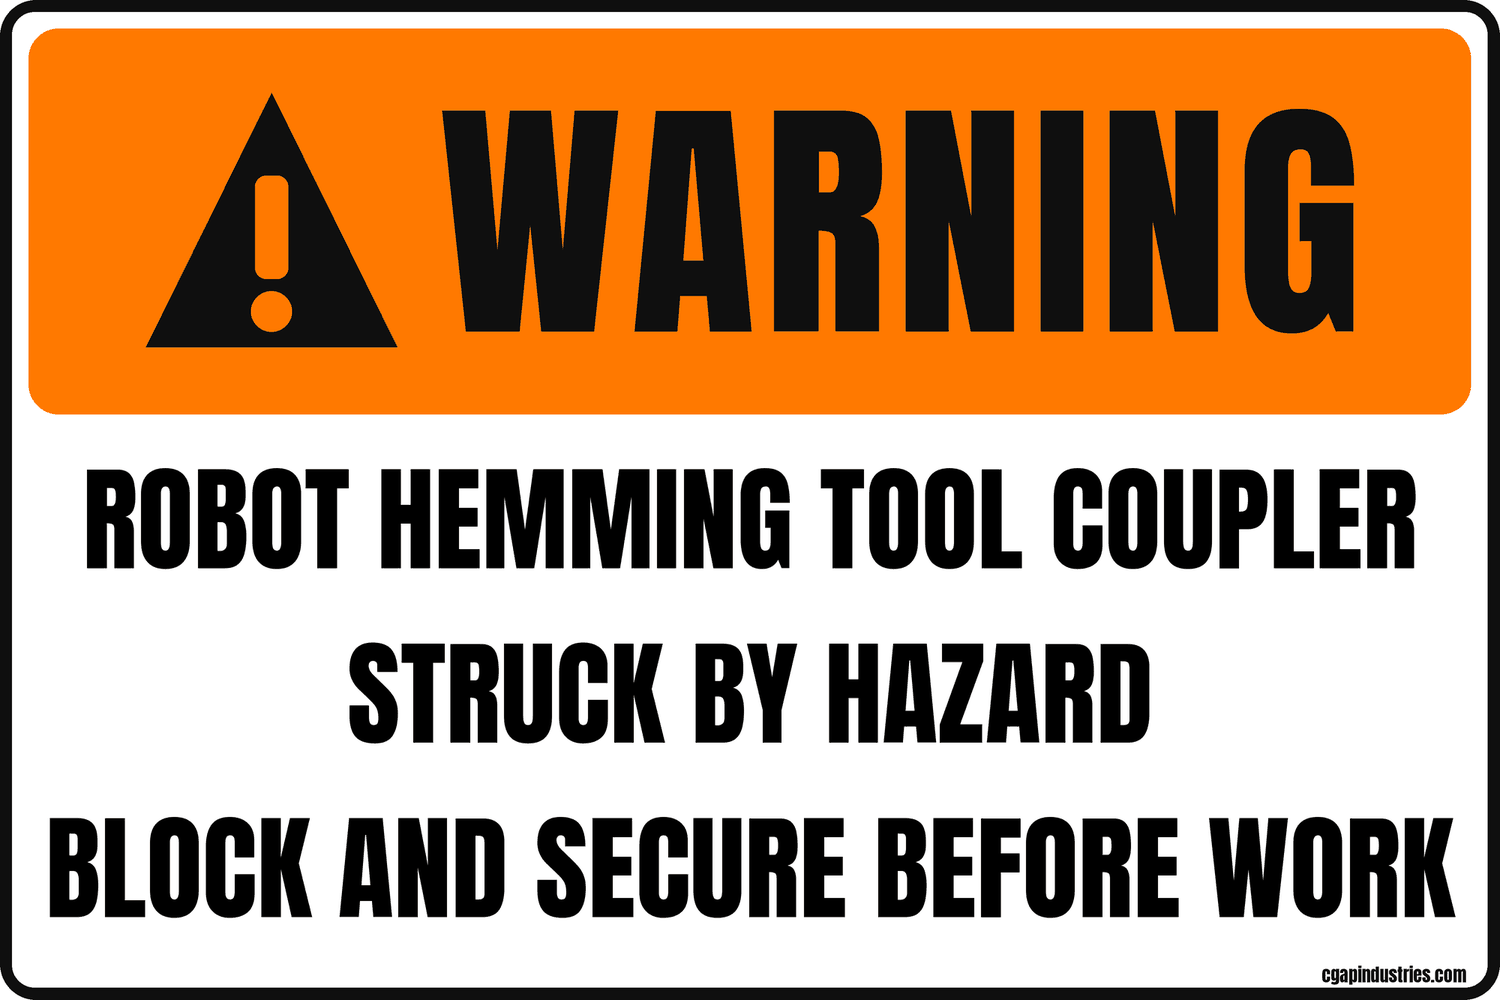 WARNING
ROBOT HEMMING TOOL COUPLER
STRUCK BY HAZARD
BLOCK AND SECURE BEFORE WORK
cgapindustries.com